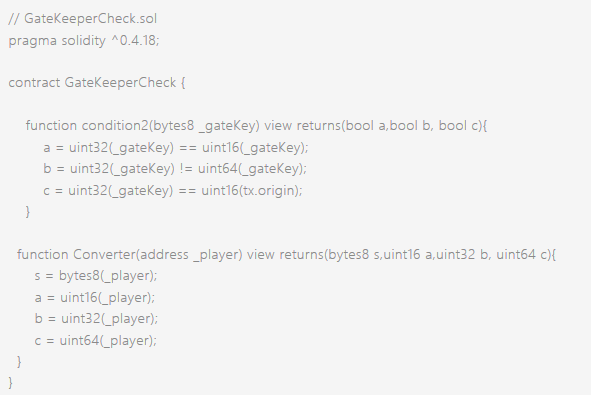 // GateKeeperCheck.sol
pragma solidity ^0.4.18;
contract GateKeeperCheck {
function condition2(bytes8 _gateKey) view returns(bool a,bool b, bool c){
a = uint32(_gateKey) == uint16(_gateKey);
b = uint32(_gateKey) != uint64(_gateKey);
c = uint32(_gateKey) == uint16(tx.origin);
}
function Converter(address _player) view returns(bytes8 s,uint16 a,uint32 b, uint64 c){
s = bytes8(_player);
a = uint16(_player);
b = uint32(_player);
c = uint64(_player);
}
}